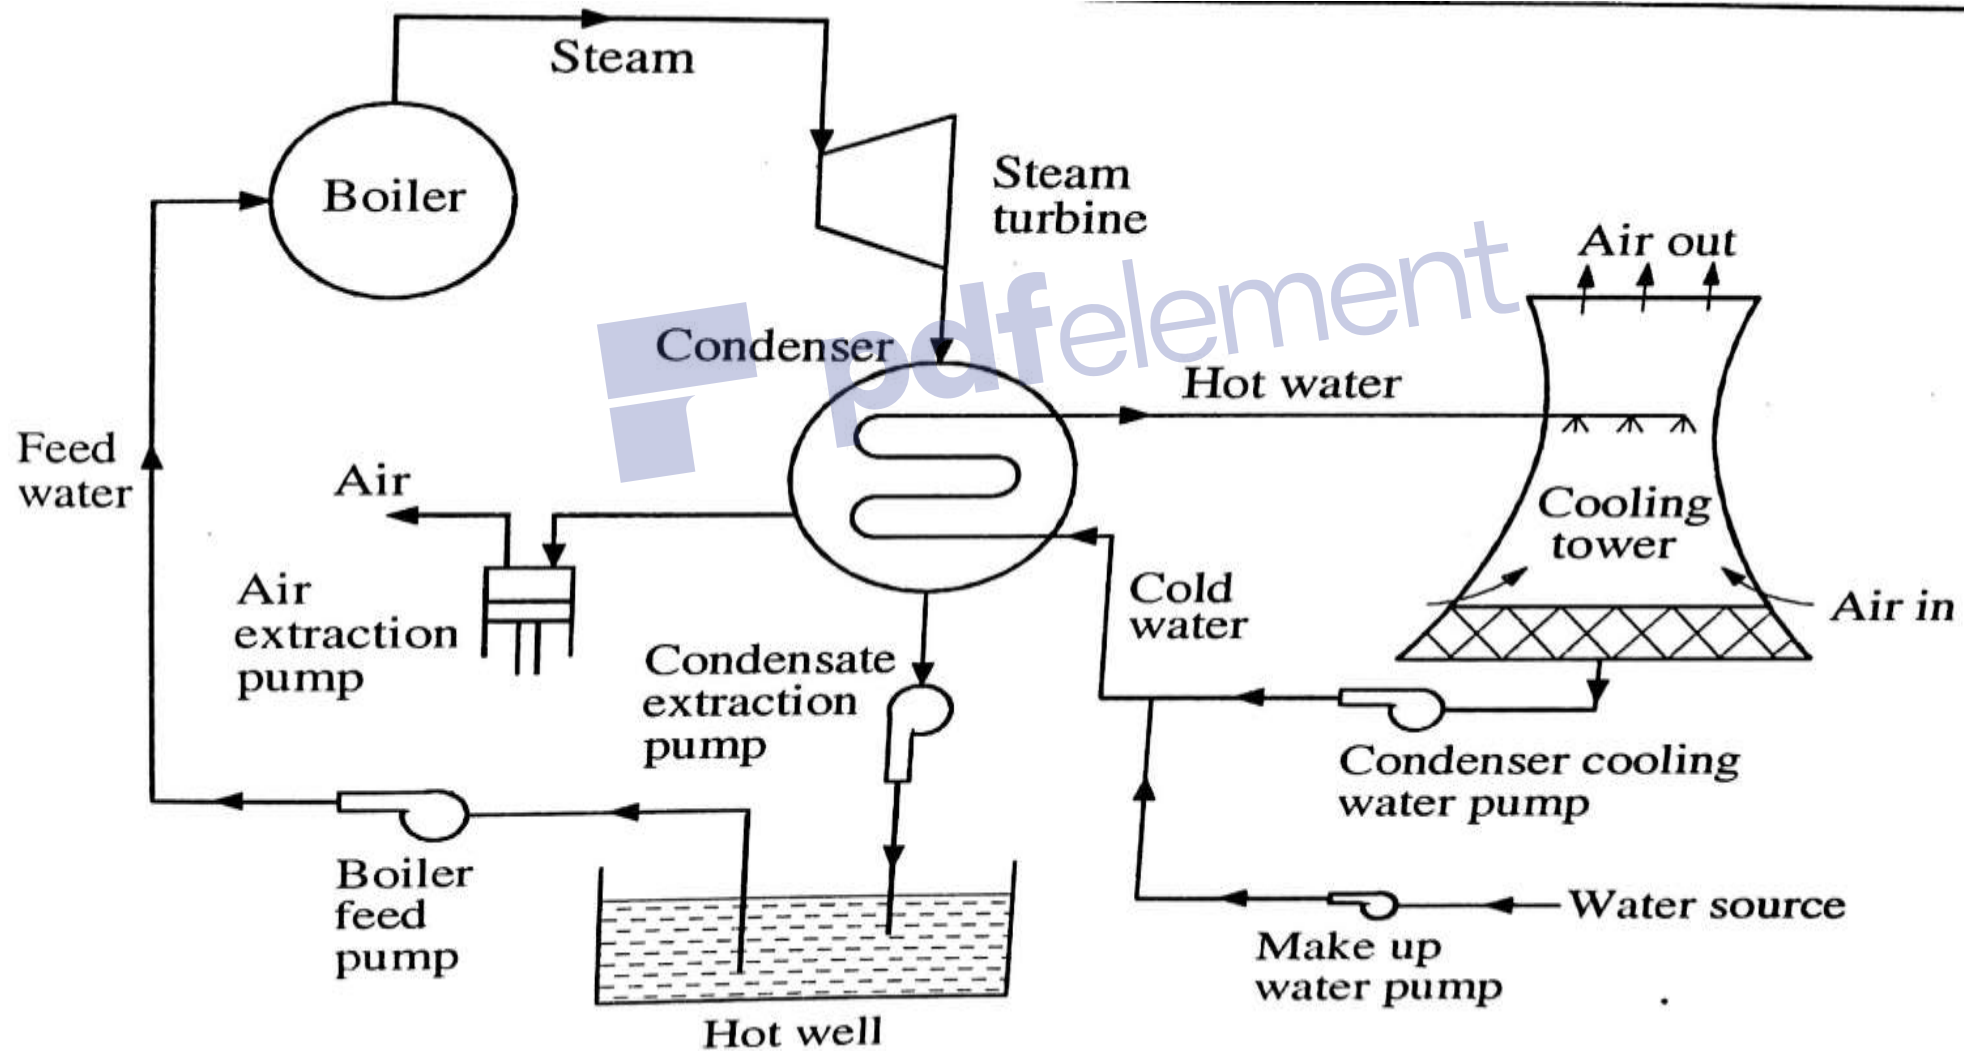 Steam
Boiler
Steam
turbine
Air out
pdfelement
Condenser
Hot water
Feed
water
Air
Cooling
tower
Air
extraction
pump
Cold
water
Air in
Condensate
extraction
pump
Condenser cooling
water pump
Boiler
feed
pump
Water source
Make up
water pump
Hot well